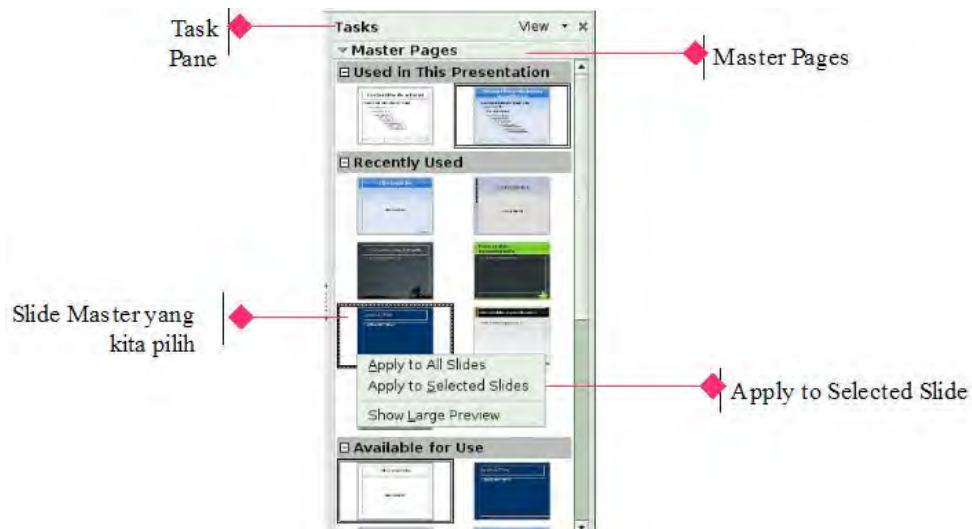 Task
Pane
Tasks
View
Master Pages
Master Pages
Used in This Presentation
Recently Used
Slide Master yang
kita pilih
Apply to All Slides
Apply to Selected Slides
Show Large Preview
Apply to Selected Slide
Available for Use